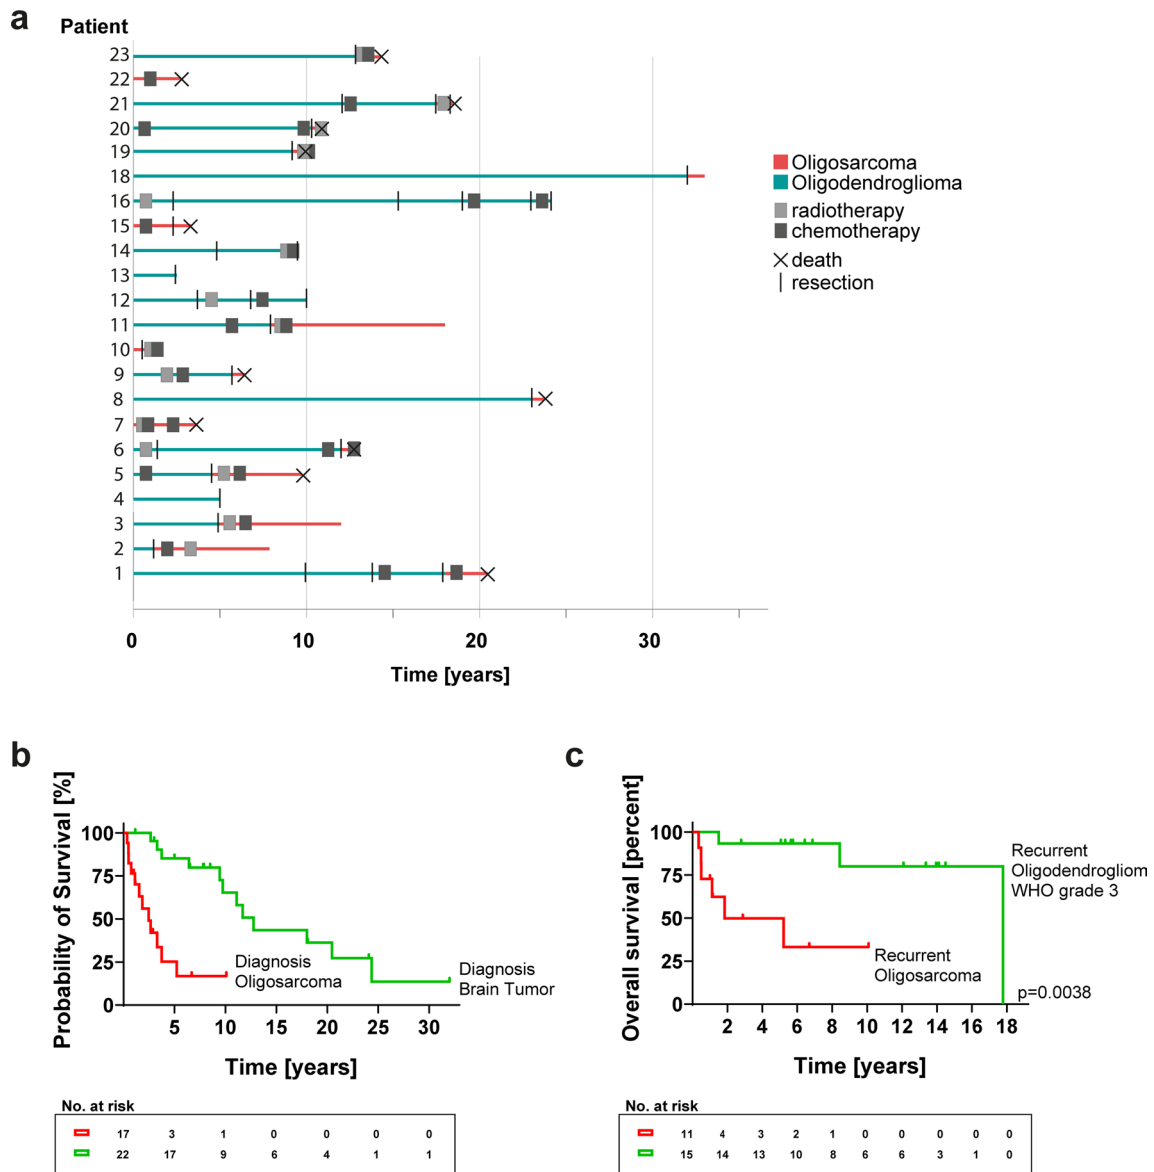 a
Patient
23
22
21
20
19
18
16
15
14
13
12
11
10
9
8
7
6
5
4
3
2
1
0 10 20 30
Time [years]
Oligosarcoma
Oligodendroglioma
radiotherapy
chemotherapy
death
resection
b
Probability of Survival [%]
100
75
50
25
0
5 10 15 20 25 30
Time [years]
Diagnosis
Oligosarcoma
Diagnosis
Brain Tumor
No. at risk
17 3 1 0 0 0 0
22 17 9 6 4 1 1
c
Overall survival [percent]
100
75
50
25
0
2 4 6 8 10 12 14 16 18
Time [years]
Recurrent
Oligodendrogliom
WHO grade 3
Recurrent
Oligosarcoma
p=0.0038
No. at risk
11 4 3 2 1 0 0 0 0 0
15 14 13 10 8 6 6 3 1 0